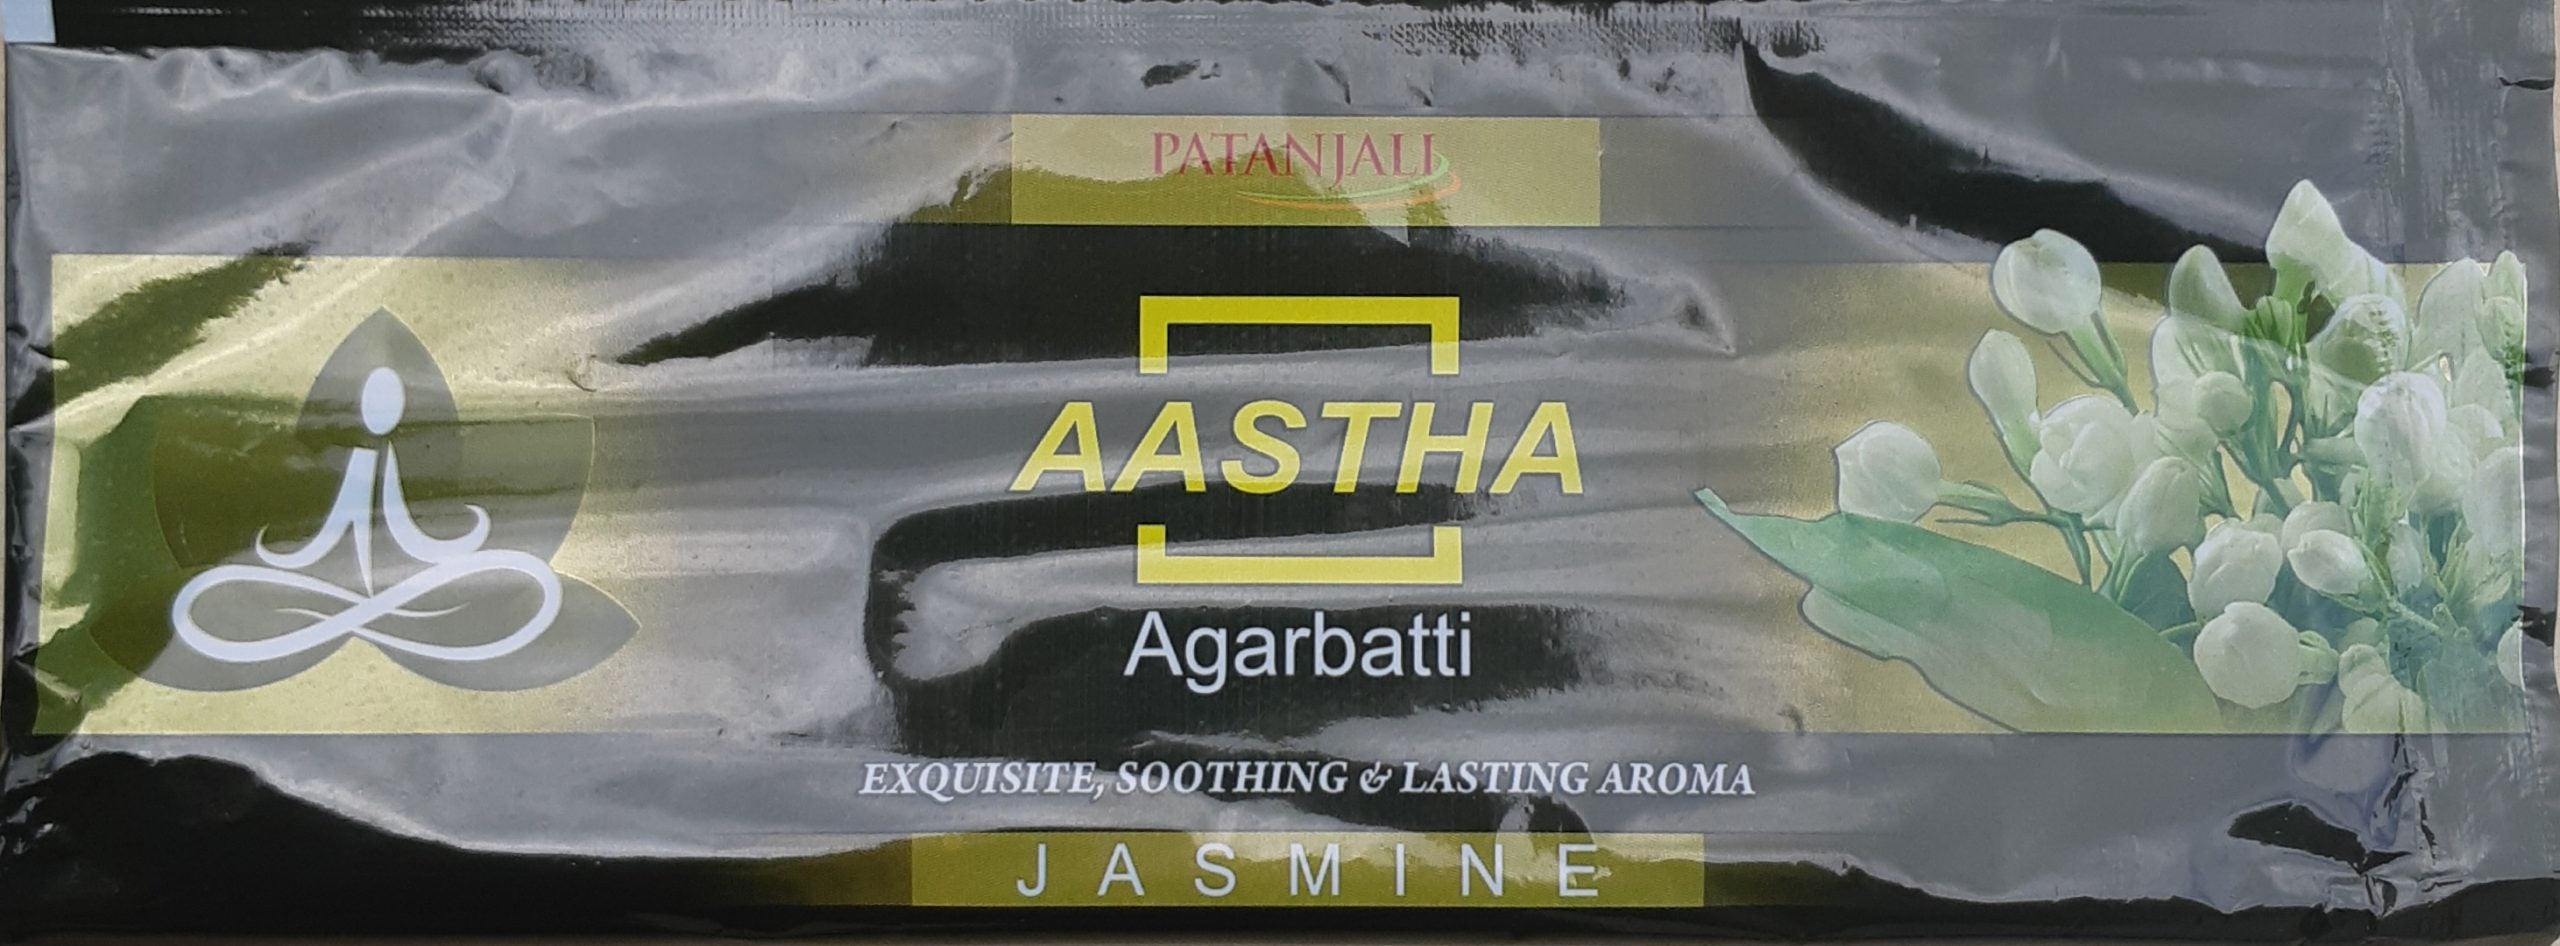 PATANJALI
AASTHA
Agarbatti
EXQUISITE, SOOTHING & LASTING AROMA
JASMINE